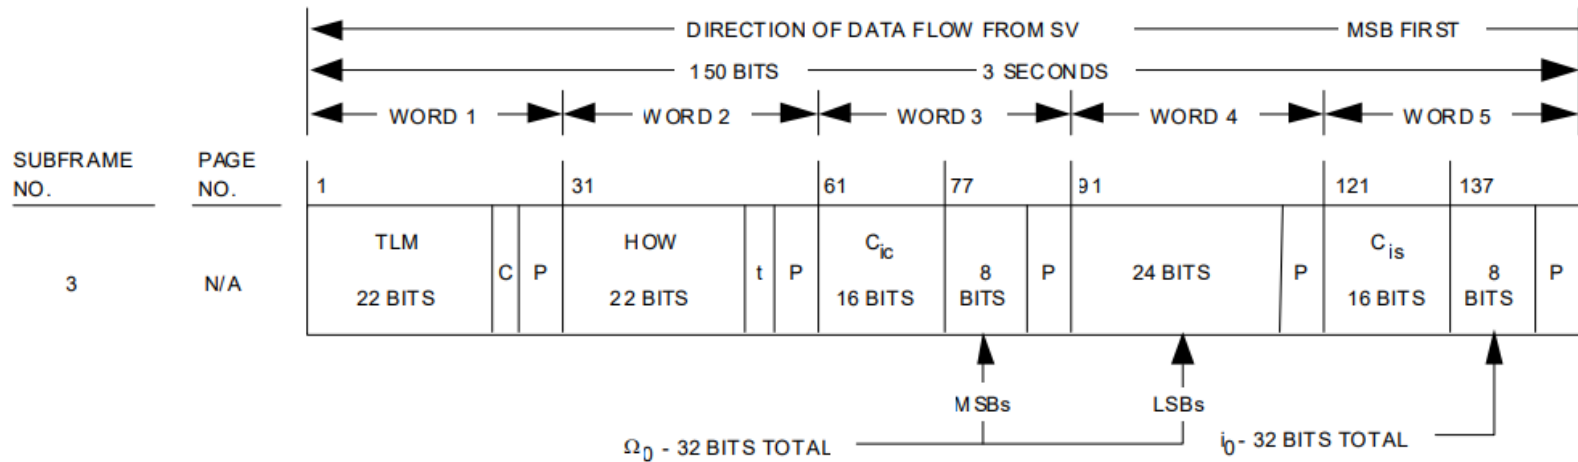 DIRECTION OF DATA FLOW FROM SV MSB FIRST
150 BITS 3 SECONDS
WORD 1 WORD 2 WORD 3 WORD 4 WORD 5
SUBFRAME PAGE
NO. NO. 1 31 61 77 91 121 137
TLM HOW Cic Cis
3 N/A C P t P 8 P 24 BITS P 8 P
22 BITS 22 BITS 16 BITS BITS 16 BITS BITS
MSBs LSBs
Ω0 - 32 BITS TOTAL i0 - 32 BITS TOTAL